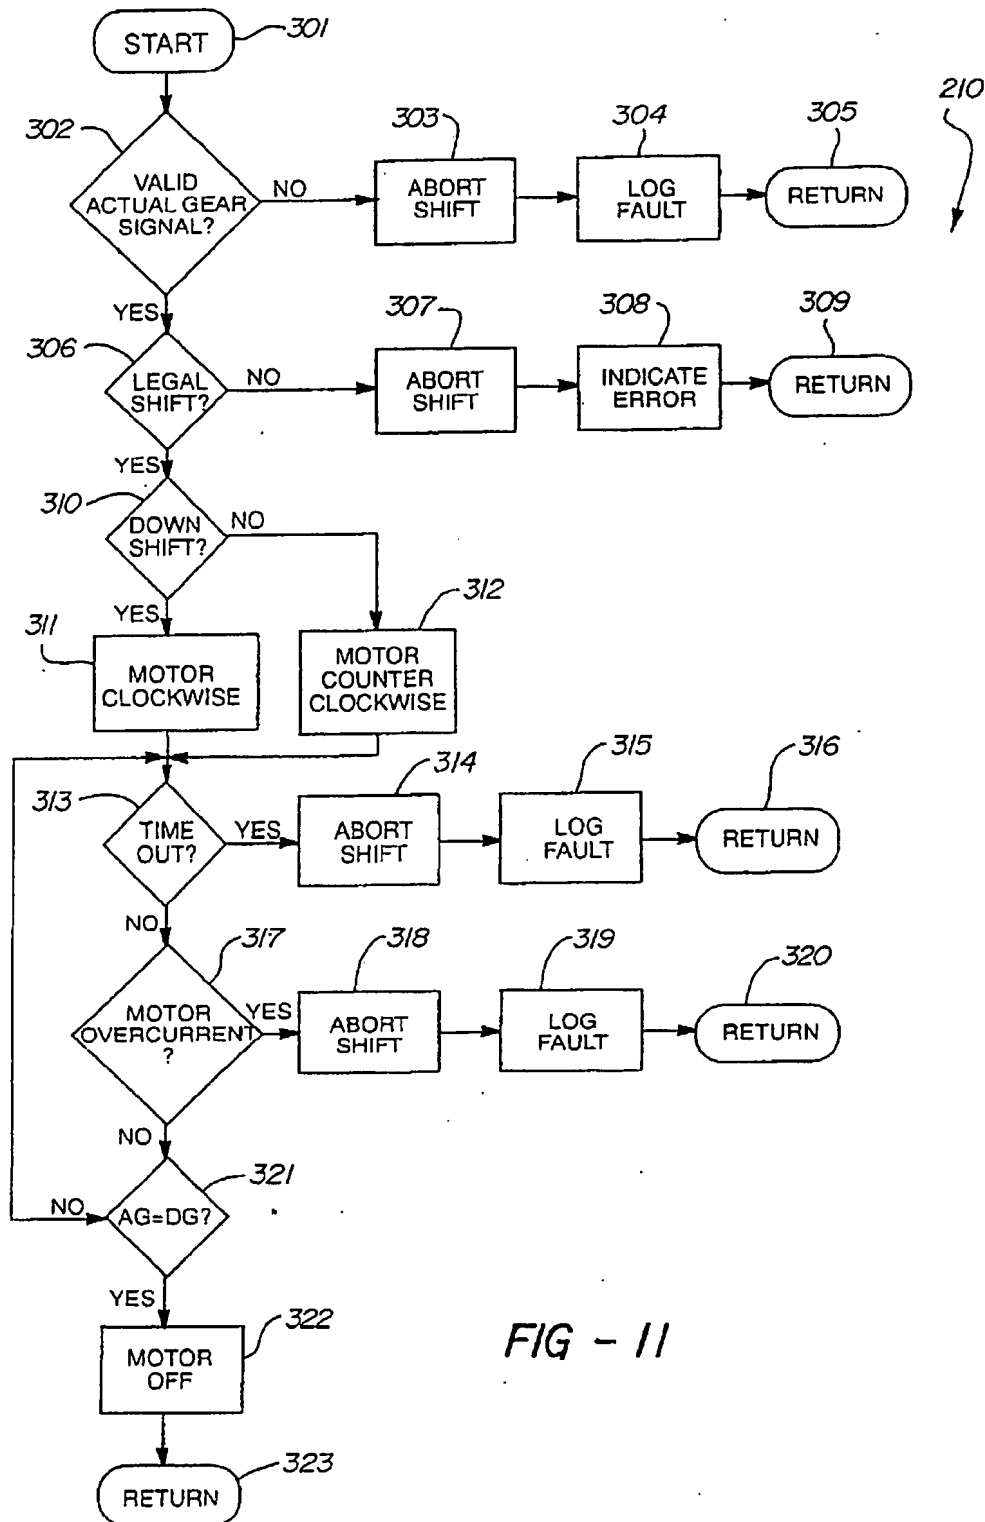 START
301
210
302
VALID
ACTUAL GEAR
SIGNAL?
NO
303
ABORT
SHIFT
304
LOG
FAULT
305
RETURN
YES
306
LEGAL
SHIFT?
NO
307
ABORT
SHIFT
308
INDICATE
ERROR
309
RETURN
YES
310
DOWN
SHIFT?
NO
YES
311
MOTOR
CLOCKWISE
312
MOTOR
COUNTER
CLOCKWISE
313
TIME
OUT?
YES
314
ABORT
SHIFT
315
LOG
FAULT
316
RETURN
NO
317
MOTOR
OVERCURRENT
?
YES
318
ABORT
SHIFT
319
LOG
FAULT
320
RETURN
NO
321
AG=DG?
NO
YES
322
MOTOR
OFF
323
RETURN
FIG - 11